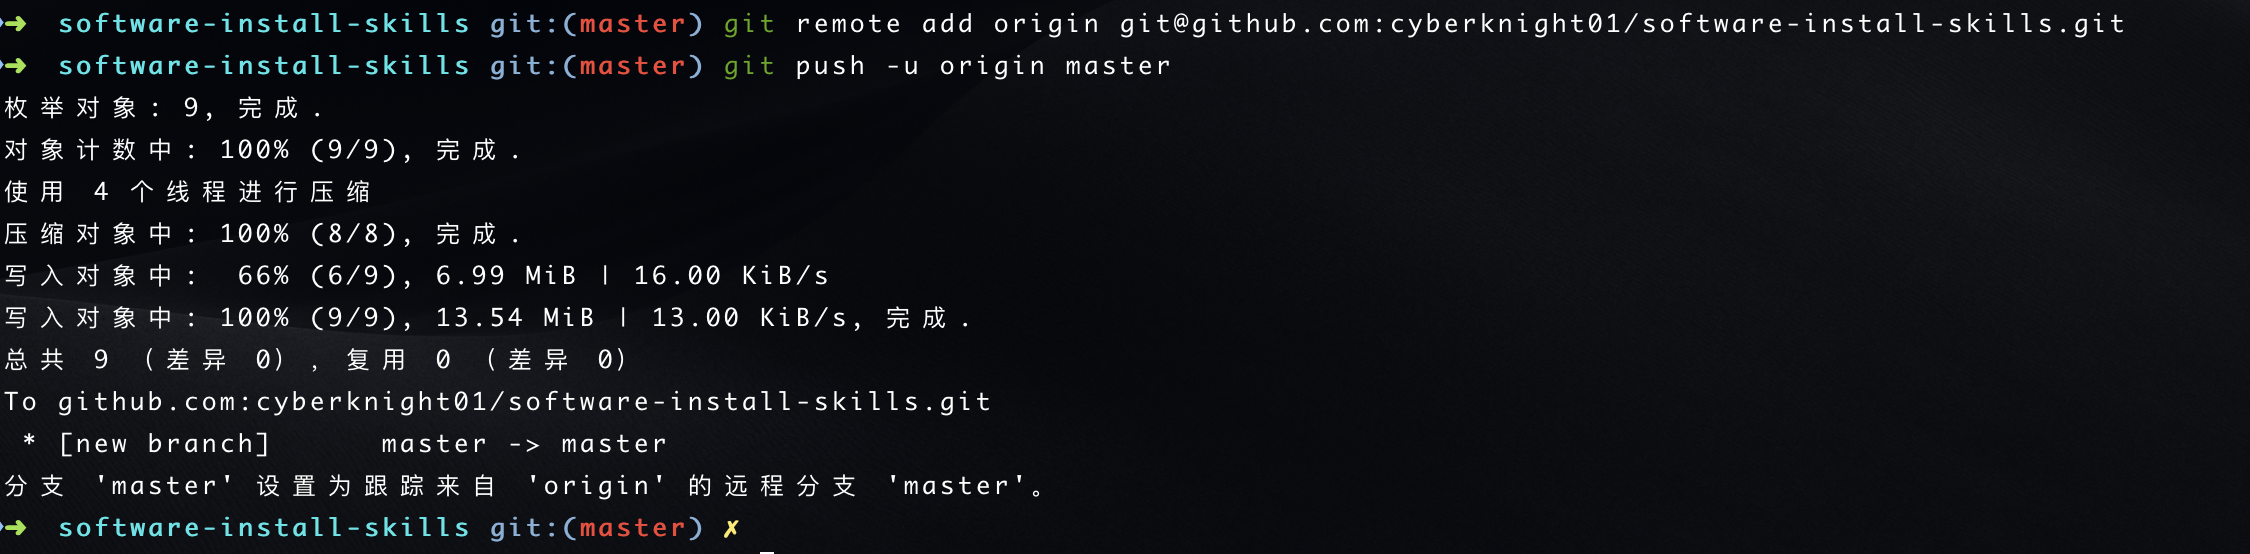 ➜ software-install-skills git:(master) git remote add origin git@github.com:cyberknight01/software-install-skills.git
➜ software-install-skills git:(master) git push -u origin master
枚举对象: 9, 完成.
对象计数中: 100% (9/9), 完成.
使用 4 个线程进行压缩
压缩对象中: 100% (8/8), 完成.
写入对象中:  66% (6/9), 6.99 MiB | 16.00 KiB/s
写入对象中: 100% (9/9), 13.54 MiB | 13.00 KiB/s, 完成.
总共 9 （差异 0），复用 0 （差异 0）
To github.com:cyberknight01/software-install-skills.git
 * [new branch]      master -> master
分支 'master' 设置为跟踪来自 'origin' 的远程分支 'master'。
➜ software-install-skills git:(master) ✗